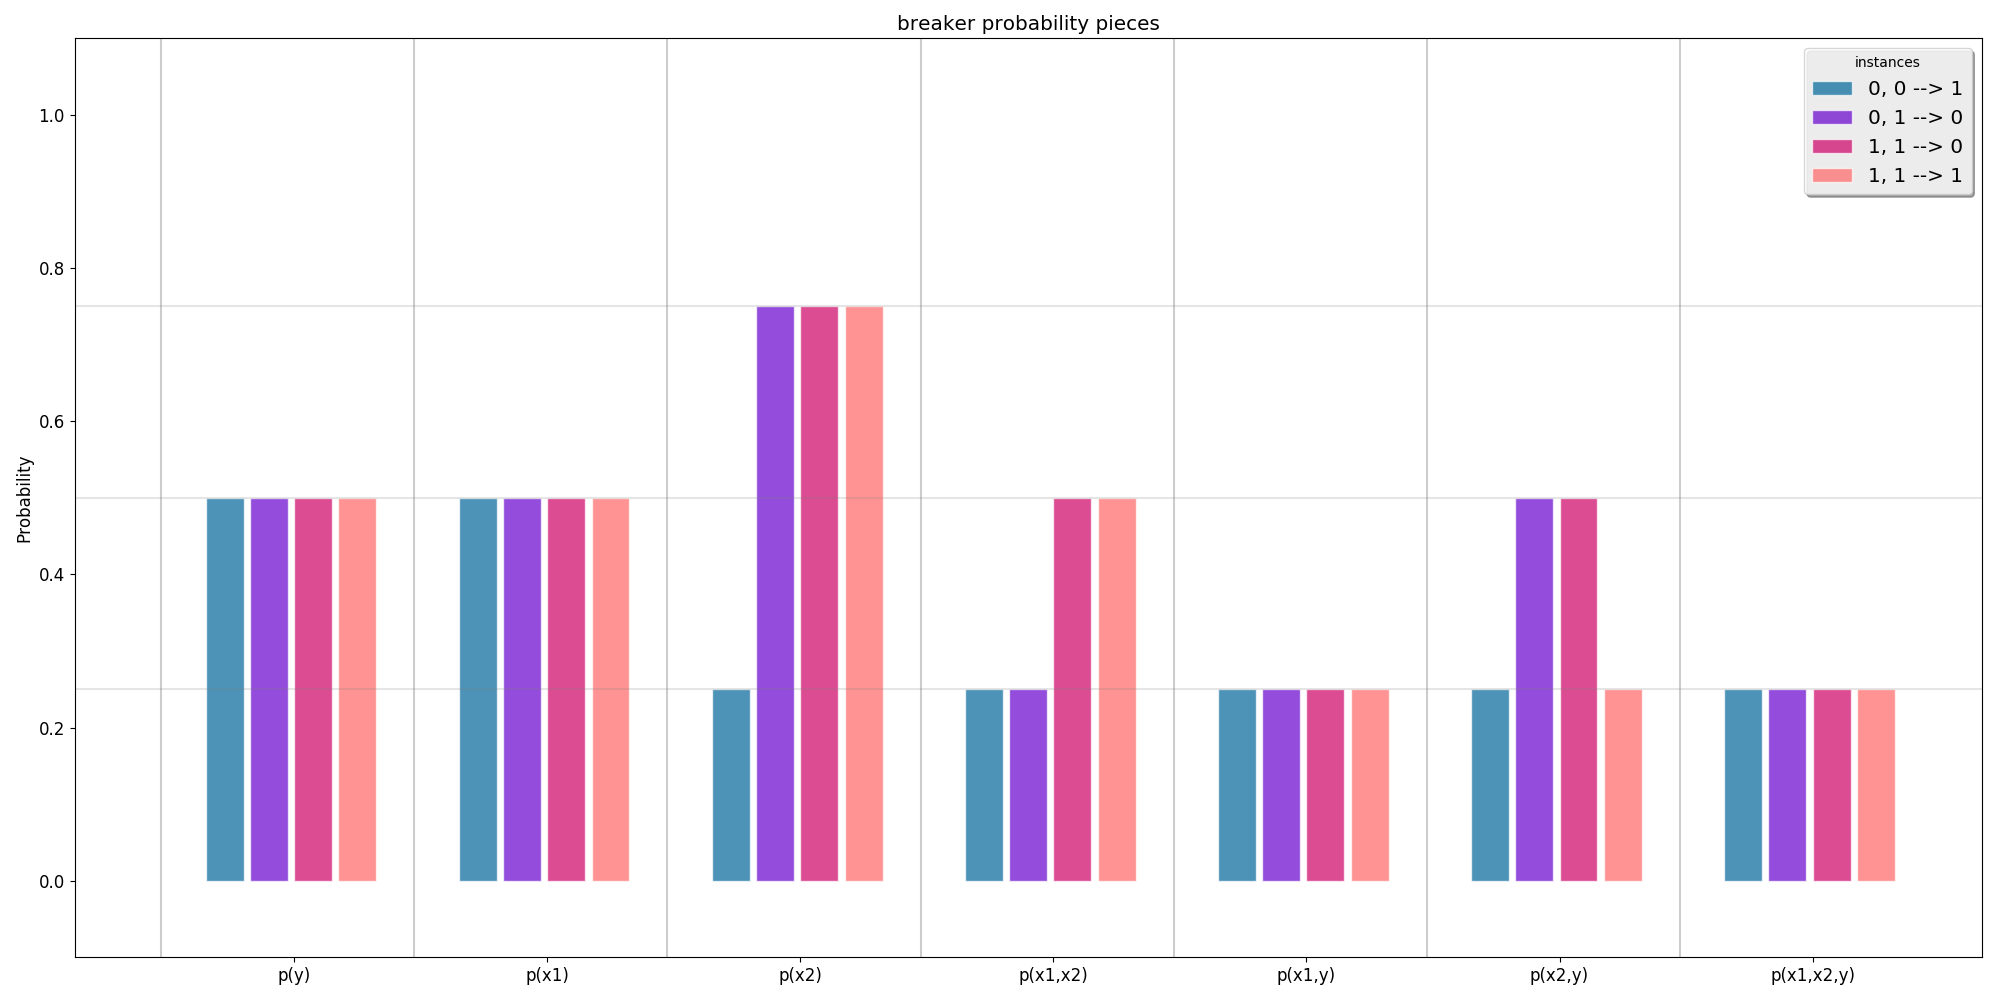 breaker probability pieces
instances
0, 0 --> 1
0, 1 --> 0
1, 1 --> 0
1, 1 --> 1
Probability
1.0
0.8
0.6
0.4
0.2
0.0
p(y) p(x1) p(x2) p(x1,x2) p(x1,y) p(x2,y) p(x1,x2,y)